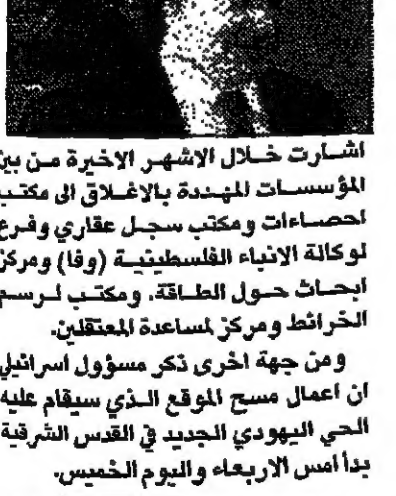 اشارت خلال الاشهر الاخيرة من بين
المؤسسات المهددة بالاغلاق الى مكتب
احصاءات ومكتب سجل عقاري وفرع
لوكالة الانباء الفلسطينية (وفا) ومركز
ابحاث حول الطاقة، ومكتب لرسم
الخرائط ومركز لمساعدة المعتقلين.
ومن جهة اخرى ذكر مسؤول اسرائيلي
ان اعمال مسح الموقع الذي سيقام عليه
الحي اليهودي الجديد في القدس الشرقية
بدأ امس الاربعاء واليوم الخميس.